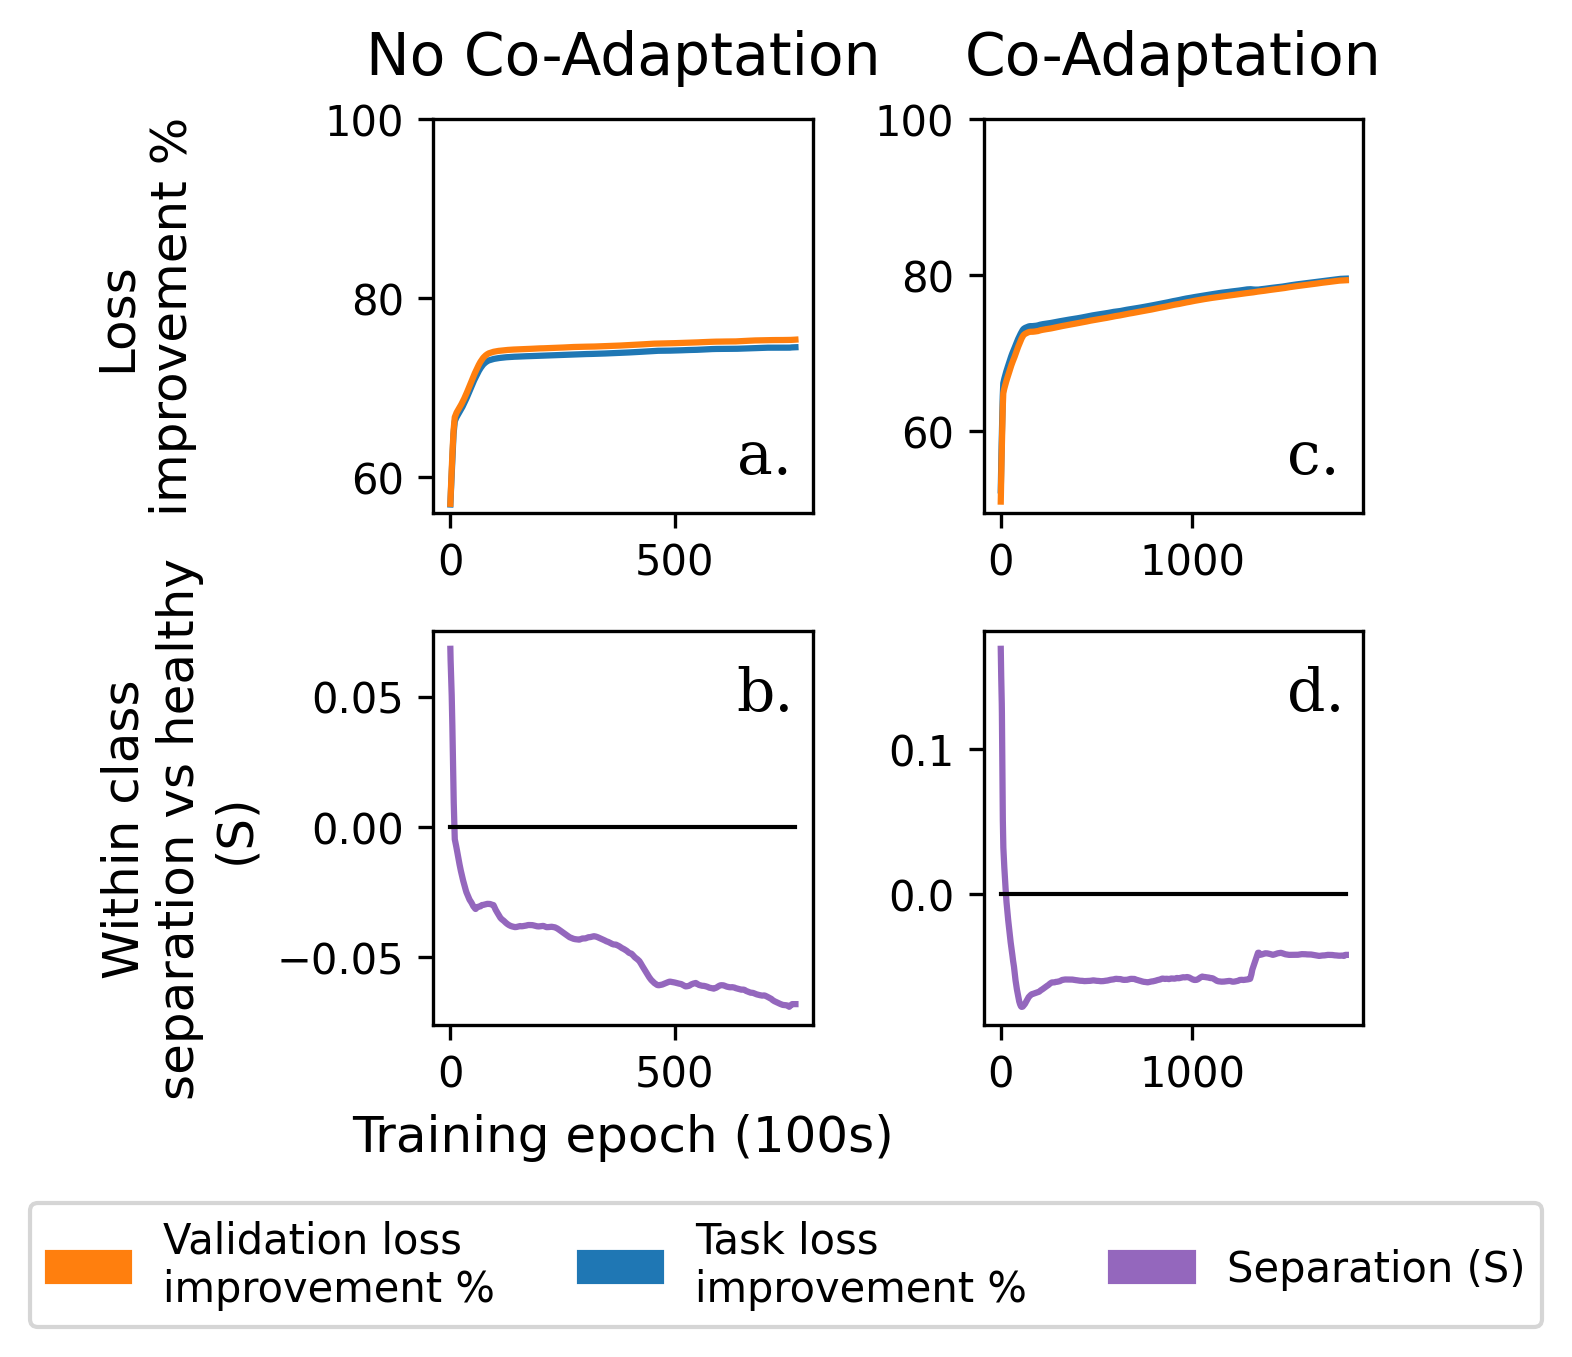 No Co-Adaptation
Co-Adaptation
Loss
improvement %
100
80
60
a.
0
500
100
80
60
c.
0
1000
Within class
separation vs healthy
(S)
0.05
0.00
−0.05
b.
0
500
0.1
0.0
d.
0
1000
Training epoch (100s)
Validation loss
improvement %
Task loss
improvement %
Separation (S)